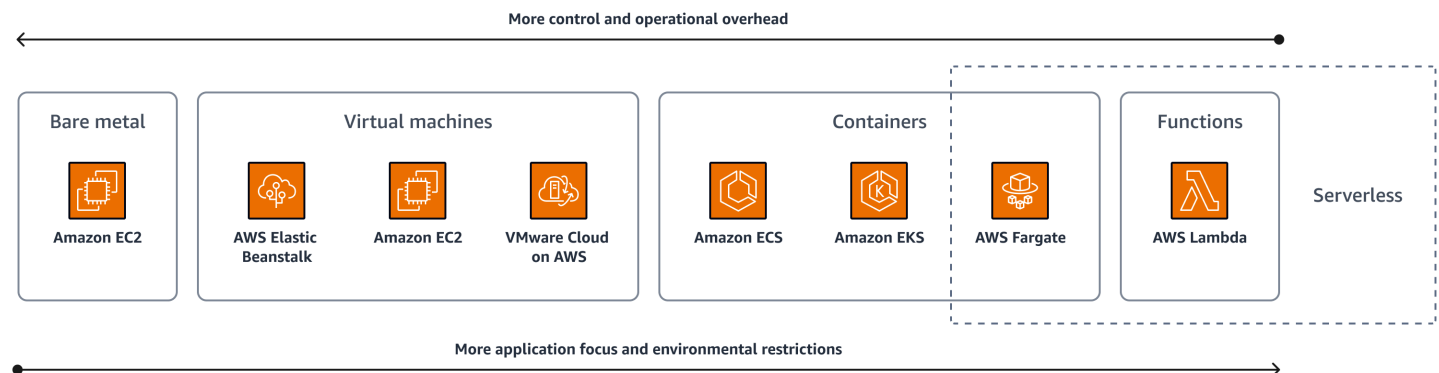 More control and operational overhead
Bare metal
Virtual machines
Containers
Functions
Serverless
Amazon EC2
AWS Elastic
Beanstalk
Amazon EC2
VMware Cloud
on AWS
Amazon ECS
K
Amazon EKS
AWS Fargate
AWS Lambda
More application focus and environmental restrictions